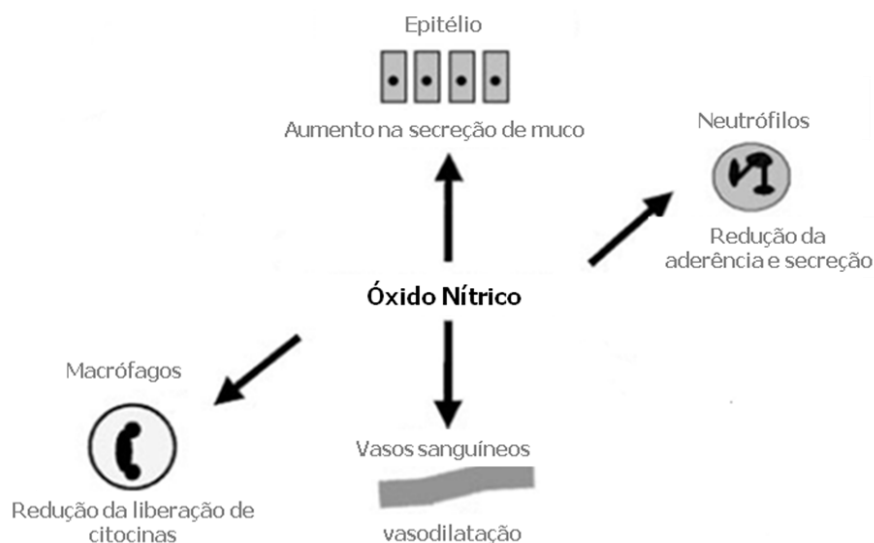 Epitélio
Aumento na secreção de muco
Neutrófilos
Redução da
aderência e secreção
Óxido Nítrico
Macrófagos
Redução da liberação de
citocinas
Vasos sanguíneos
vasodilatação